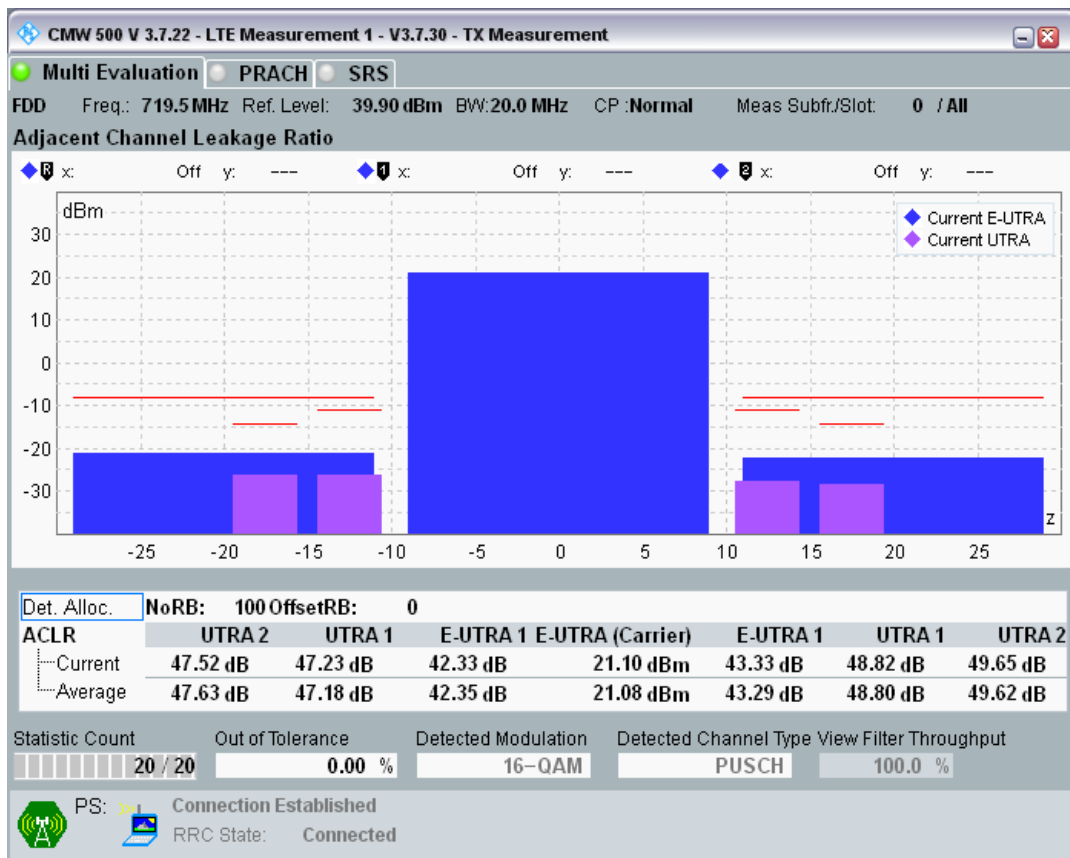 CMW 500 V 3.7.22 - LTE Measurement 1 - V3.7.30 - TX Measurement
Multi Evaluation PRACH SRS
FDD Freq.: 719.5 MHz Ref. Level: 39.90 dBm BW: 20.0 MHz CP : Normal Meas Subfr./Slot: 0 / All
Adjacent Channel Leakage Ratio
R x: Off y: --- 1 x: Off y: --- 2 x: Off y: ---
dBm
Current E-UTRA
Current UTRA
30
20
10
0
-10
-20
-30
z
-25 -20 -15 -10 -5 0 5 10 15 20 25
Det. Alloc. NoRB: 100 OffsetRB: 0
ACLR UTRA 2 UTRA 1 E-UTRA 1 E-UTRA (Carrier) E-UTRA 1 UTRA 1 UTRA 2
Current 47.52 dB 47.23 dB 42.33 dB 21.10 dBm 43.33 dB 48.82 dB 49.65 dB
Average 47.63 dB 47.18 dB 42.35 dB 21.08 dBm 43.29 dB 48.80 dB 49.62 dB
Statistic Count Out of Tolerance Detected Modulation Detected Channel Type View Filter Throughput
20 / 20 0.00 % 16-QAM PUSCH 100.0 %
PS: Connection Established
RRC State: Connected